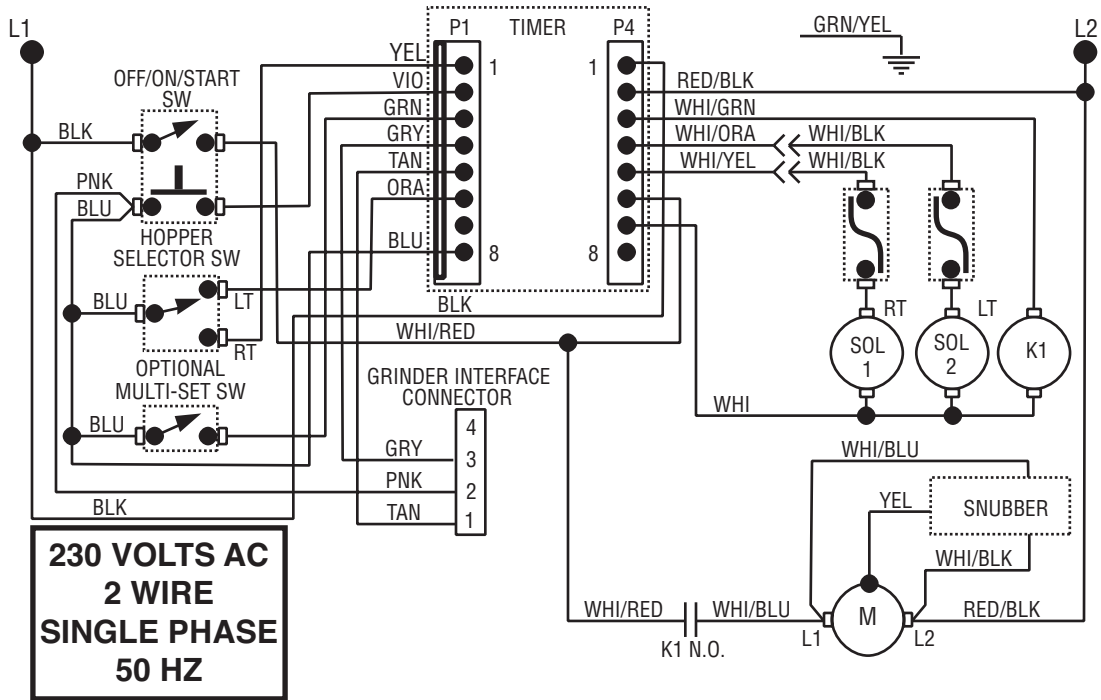 L1
P1
TIMER
P4
GRN/YEL
L2
OFF/ON/START
SW
YEL
1
1
VIO
RED/BLK
BLK
GRN
WHI/GRN
GRY
WHI/ORA
WHI/BLK
TAN
WHI/YEL
WHI/BLK
PNK
ORA
BLU
HOPPER
SELECTOR SW
BLU
8
8
BLU
LT
BLK
RT
WHI/RED
RT
LT
SOL
1
SOL
2
K1
OPTIONAL
MULTI-SET SW
GRINDER INTERFACE
CONNECTOR
BLU
WHI
4
GRY
3
PNK
2
TAN
1
BLK
WHI/BLU
YEL
SNUBBER
WHI/BLK
230 VOLTS AC
2 WIRE
SINGLE PHASE
50 HZ
WHI/RED
WHI/BLU
K1 N.O.
L1
M
L2
RED/BLK